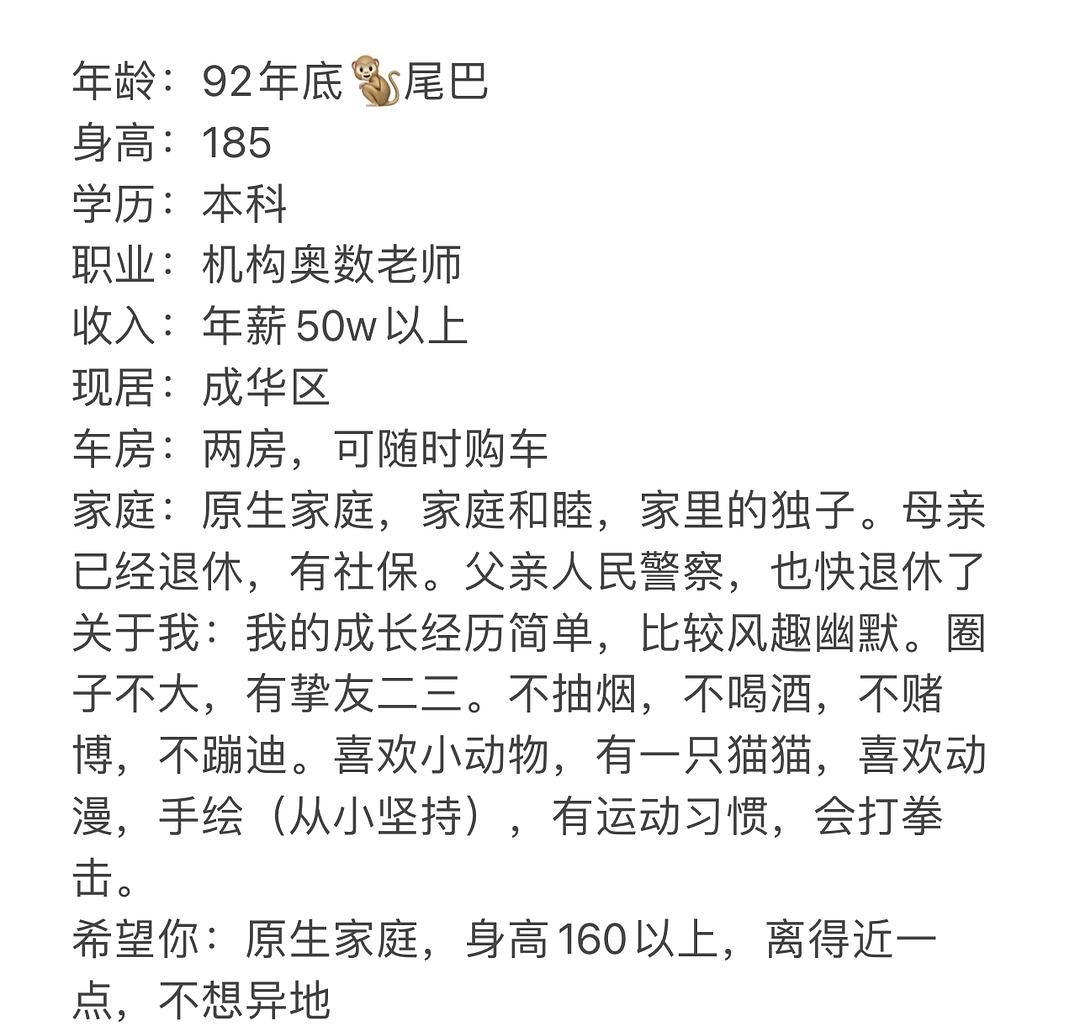 年龄：92年底🐒尾巴
身高：185
学历：本科
职业：机构奥数老师
收入：年薪50w以上
现居：成华区
车房：两房，可随时购车
家庭：原生家庭，家庭和睦，家里的独子。母亲
已经退休，有社保。父亲人民警察，也快退休了
关于我：我的成长经历简单，比较风趣幽默。圈
子不大，有挚友二三。不抽烟，不喝酒，不赌
博，不蹦迪。喜欢小动物，有一只猫猫，喜欢动
漫，手绘（从小坚持），有运动习惯，会打拳
击。
希望你：原生家庭，身高160以上，离得近一
点，不想异地